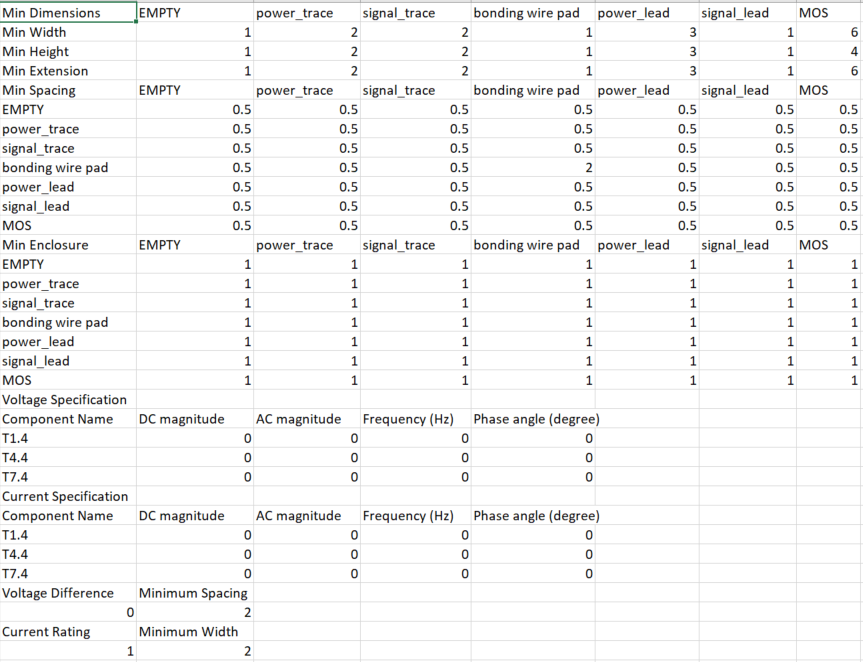 Min Dimensions EMPTY power_trace signal_trace bonding wire pad power_lead signal_lead MOS
Min Width 1 2 2 1 3 1 6
Min Height 1 2 2 1 3 1 4
Min Extension 1 2 2 1 3 1 6
Min Spacing EMPTY power_trace signal_trace bonding wire pad power_lead signal_lead MOS
EMPTY 0.5 0.5 0.5 0.5 0.5 0.5 0.5
power_trace 0.5 0.5 0.5 0.5 0.5 0.5 0.5
signal_trace 0.5 0.5 0.5 0.5 0.5 0.5 0.5
bonding wire pad 0.5 0.5 0.5 2 0.5 0.5 0.5
power_lead 0.5 0.5 0.5 0.5 0.5 0.5 0.5
signal_lead 0.5 0.5 0.5 0.5 0.5 0.5 0.5
MOS 0.5 0.5 0.5 0.5 0.5 0.5 0.5
Min Enclosure EMPTY power_trace signal_trace bonding wire pad power_lead signal_lead MOS
EMPTY 1 1 1 1 1 1 1
power_trace 1 1 1 1 1 1 1
signal_trace 1 1 1 1 1 1 1
bonding wire pad 1 1 1 1 1 1 1
power_lead 1 1 1 1 1 1 1
signal_lead 1 1 1 1 1 1 1
MOS 1 1 1 1 1 1 1
Voltage Specification
Component Name DC magnitude AC magnitude Frequency (Hz) Phase angle (degree)
T1.4 0 0 0 0
T4.4 0 0 0 0
T7.4 0 0 0 0
Current Specification
Component Name DC magnitude AC magnitude Frequency (Hz) Phase angle (degree)
T1.4 0 0 0 0
T4.4 0 0 0 0
T7.4 0 0 0 0
Voltage Difference Minimum Spacing
0 2
Current Rating Minimum Width
1 2